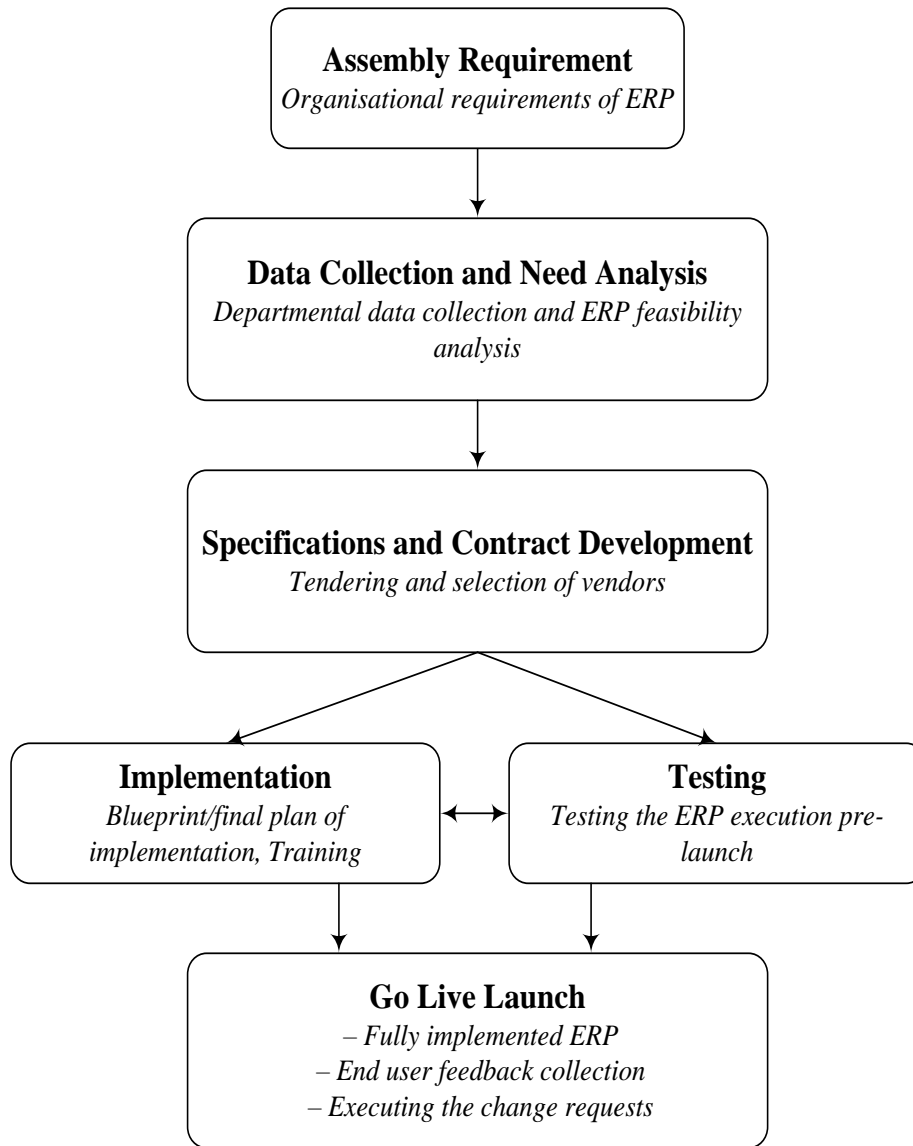 Assembly Requirement
Organisational requirements of ERP
Data Collection and Need Analysis
Departmental data collection and ERP feasibility
analysis
Specifications and Contract Development
Tendering and selection of vendors
Implementation
Blueprint/final plan of
implementation, Training
Testing
Testing the ERP execution pre-
launch
Go Live Launch
– Fully implemented ERP
– End user feedback collection
– Executing the change requests